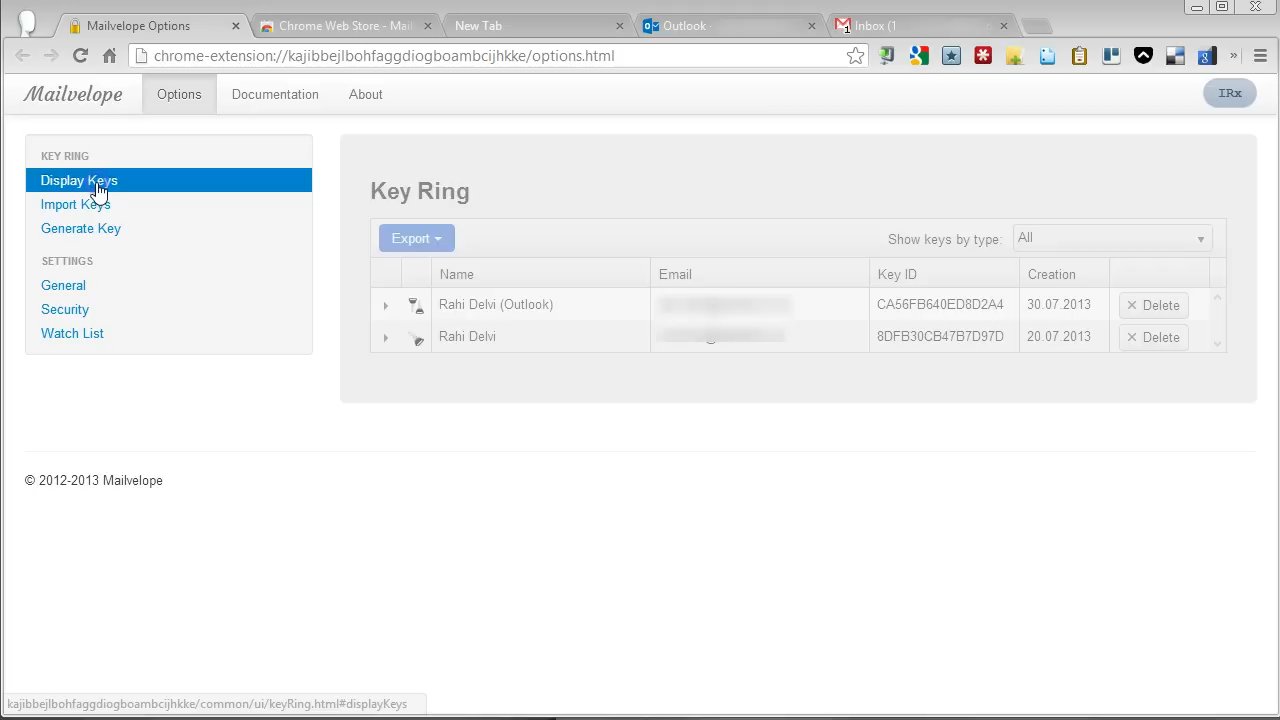 Mailvelope Options
Chrome Web Store - Mail
New Tab
Outlook -
Inbox (1
chrome-extension://kajibbejlbohfaggdiogboambcijhkke/options.html
Mailvelope
Options
Documentation
About
IRx
KEY RING
Display Keys
Import Keys
Generate Key
SETTINGS
General
Security
Watch List
Key Ring
Export
Show keys by type:
All
Name Email Key ID Creation
Rahi Delvi (Outlook) CA56FB640ED8D2A4 30.07.2013 Delete
Rahi Delvi 8DFB30CB47B7D97D 20.07.2013 Delete
© 2012-2013 Mailvelope
kajibbejlbohfaggdiogboambcijhkke/common/ui/keyRing.html#displayKeys